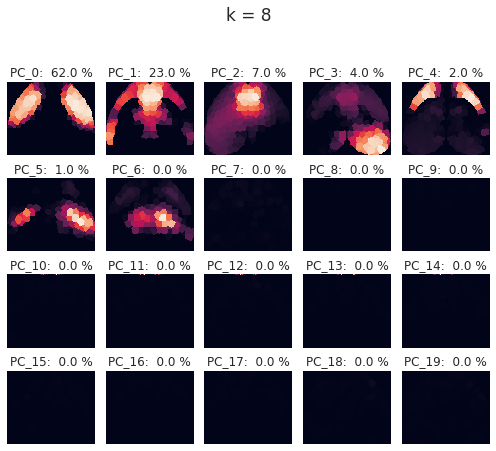 k = 8
PC_0:  62.0 %
PC_1:  23.0 %
PC_2:  7.0 %
PC_3:  4.0 %
PC_4:  2.0 %
PC_5:  1.0 %
PC_6:  0.0 %
PC_7:  0.0 %
PC_8:  0.0 %
PC_9:  0.0 %
PC_10:  0.0 %
PC_11:  0.0 %
PC_12:  0.0 %
PC_13:  0.0 %
PC_14:  0.0 %
PC_15:  0.0 %
PC_16:  0.0 %
PC_17:  0.0 %
PC_18:  0.0 %
PC_19:  0.0 %